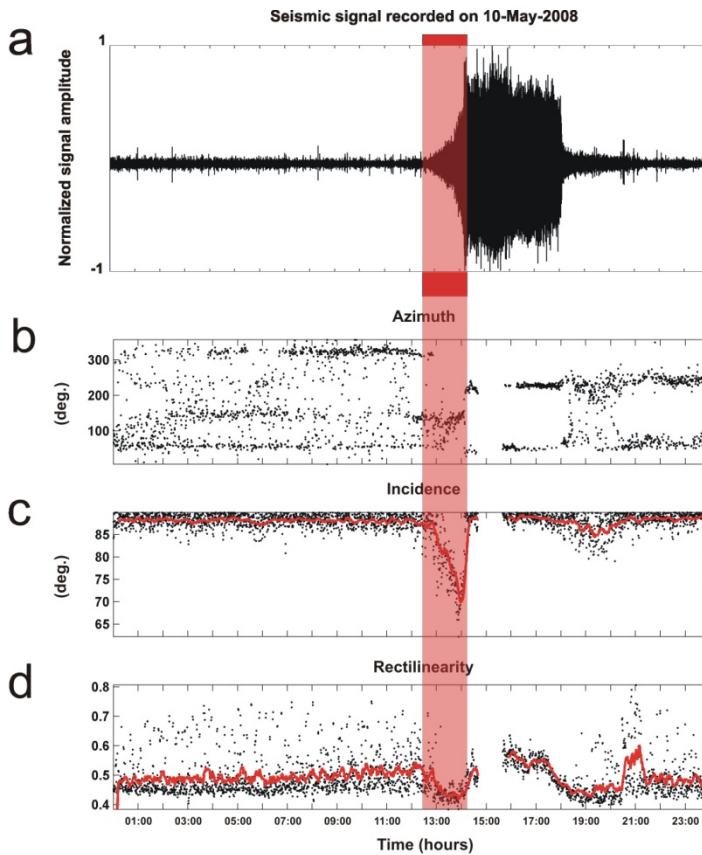 Seismic signal recorded on 10-May-2008
a
1
Normalized signal amplitude
-1
Azimuth
b
300
200
100
(deg.)
Incidence
c
85
80
75
70
65
(deg.)
Rectilinearity
d
0.8
0.7
0.6
0.5
0.4
01:00 03:00 05:00 07:00 09:00 11:00 13:00 15:00 17:00 19:00 21:00 23:00
Time (hours)